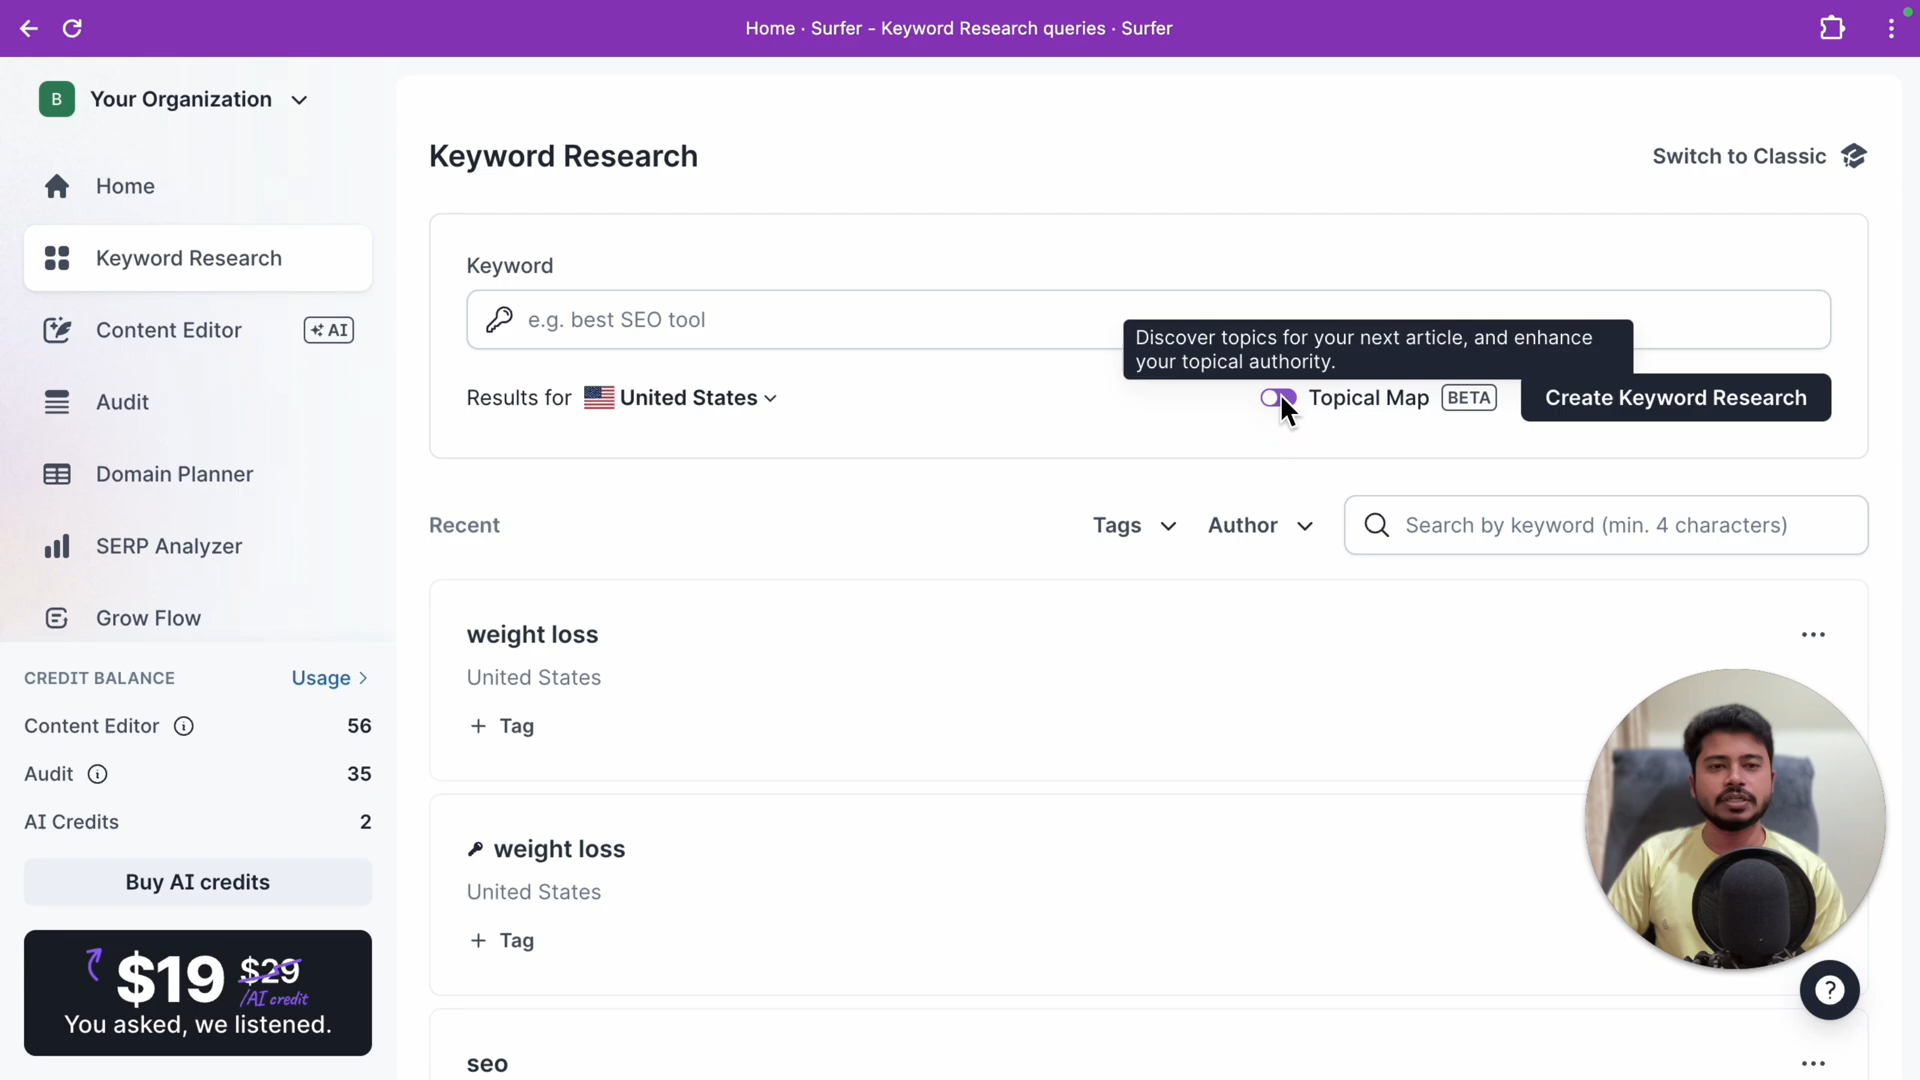 Home · Surfer - Keyword Research queries · Surfer
B Your Organization
Home
Keyword Research
Content Editor AI
Audit
Domain Planner
SERP Analyzer
Grow Flow
CREDIT BALANCE Usage
Content Editor 56
Audit 35
AI Credits 2
Buy AI credits
$19 $29
/AI credit
You asked, we listened.
Keyword Research
Switch to Classic
Keyword
e.g. best SEO tool
Discover topics for your next article, and enhance
your topical authority.
Results for United States
Topical Map BETA Create Keyword Research
Recent Tags Author Search by keyword (min. 4 characters)
weight loss
United States
+ Tag
weight loss
United States
+ Tag
seo
?